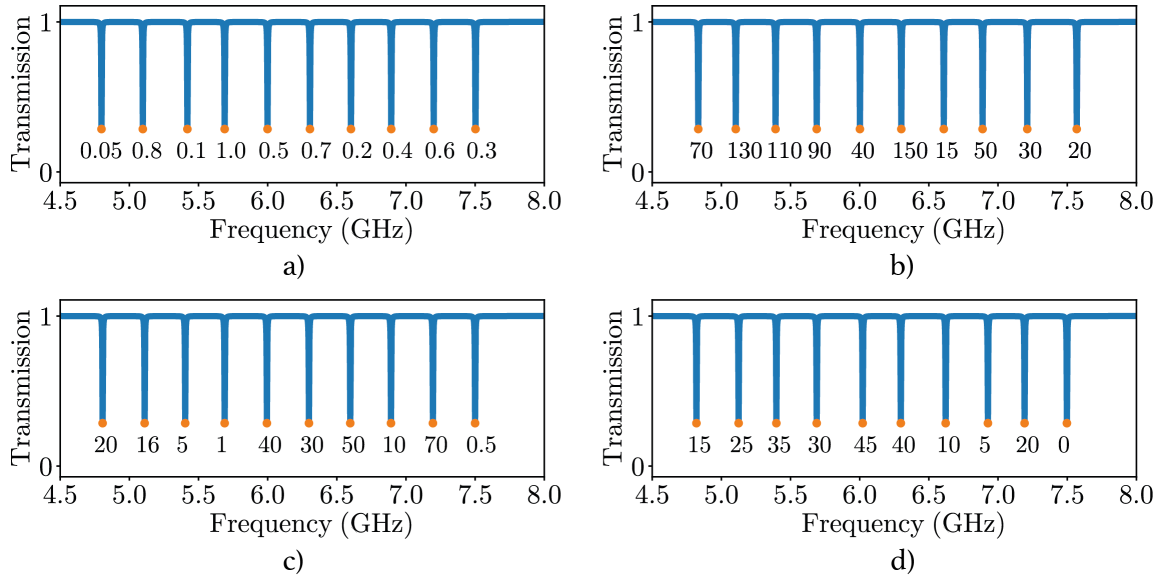 Transmission
1
0
0.05 0.8 0.1 1.0 0.5 0.7 0.2 0.4 0.6 0.3
4.5 5.0 5.5 6.0 6.5 7.0 7.5 8.0
Frequency (GHz)
a)
Transmission
1
0
70 130 110 90 40 150 15 50 30 20
4.5 5.0 5.5 6.0 6.5 7.0 7.5 8.0
Frequency (GHz)
b)
Transmission
1
0
20 16 5 1 40 30 50 10 70 0.5
4.5 5.0 5.5 6.0 6.5 7.0 7.5 8.0
Frequency (GHz)
c)
Transmission
1
0
15 25 35 30 45 40 10 5 20 0
4.5 5.0 5.5 6.0 6.5 7.0 7.5 8.0
Frequency (GHz)
d)